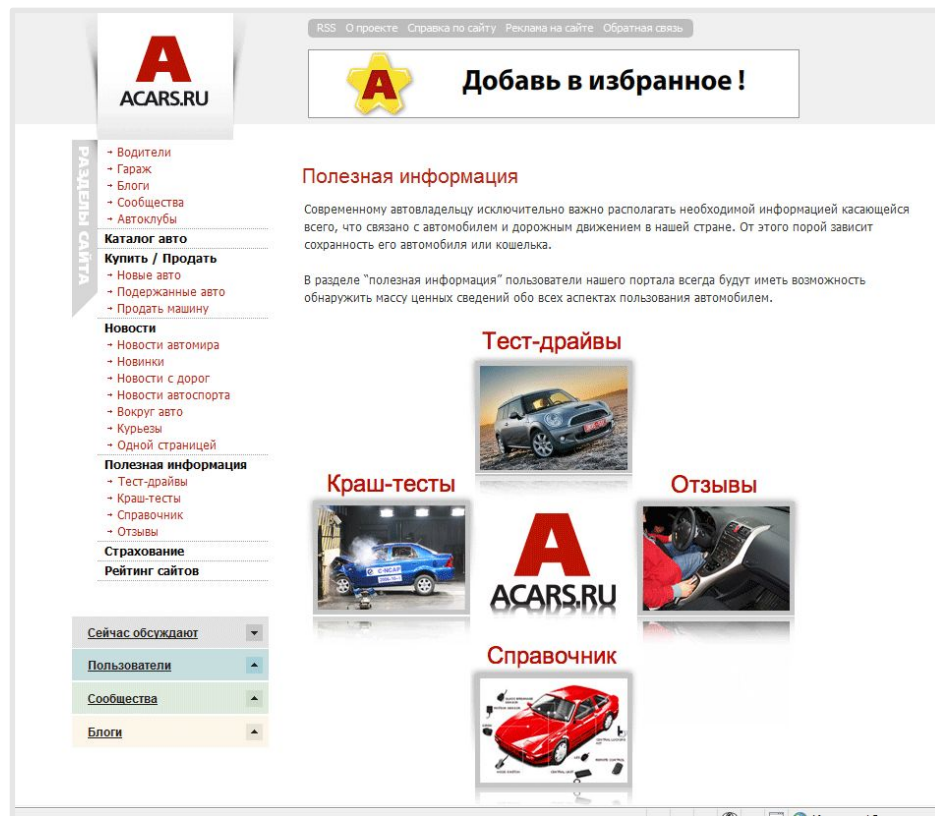 RSS О проекте Справка по сайту Реклама на сайте Обратная связь
A
ACARS.RU
A
Добавь в избранное !
РАЗДЕЛЫ САЙТА
→ Водители
→ Гараж
→ Блоги
→ Сообщества
→ Автоклубы
Каталог авто
Купить / Продать
→ Новые авто
→ Подержанные авто
→ Продать машину
Новости
→ Новости автомира
→ Новинки
→ Новости с дорог
→ Новости автоспорта
→ Вокруг авто
→ Курьезы
→ Одной страницей
Полезная информация
→ Тест-драйвы
→ Краш-тесты
→ Справочник
→ Отзывы
Страхование
Рейтинг сайтов
Сейчас обсуждают
Пользователи
Сообщества
Блоги
Полезная информация
Современному автовладельцу исключительно важно располагать необходимой информацией касающейся
всего, что связано с автомобилем и дорожным движением в нашей стране. От этого порой зависит
сохранность его автомобиля или кошелька.
В разделе “полезная информация” пользователи нашего портала всегда будут иметь возможность
обнаружить массу ценных сведений обо всех аспектах пользования автомобилем.
Тест-драйвы
Краш-тесты
C-NCAP
Отзывы
A
ACARS.RU
Справочник
REMOTE CONTROL